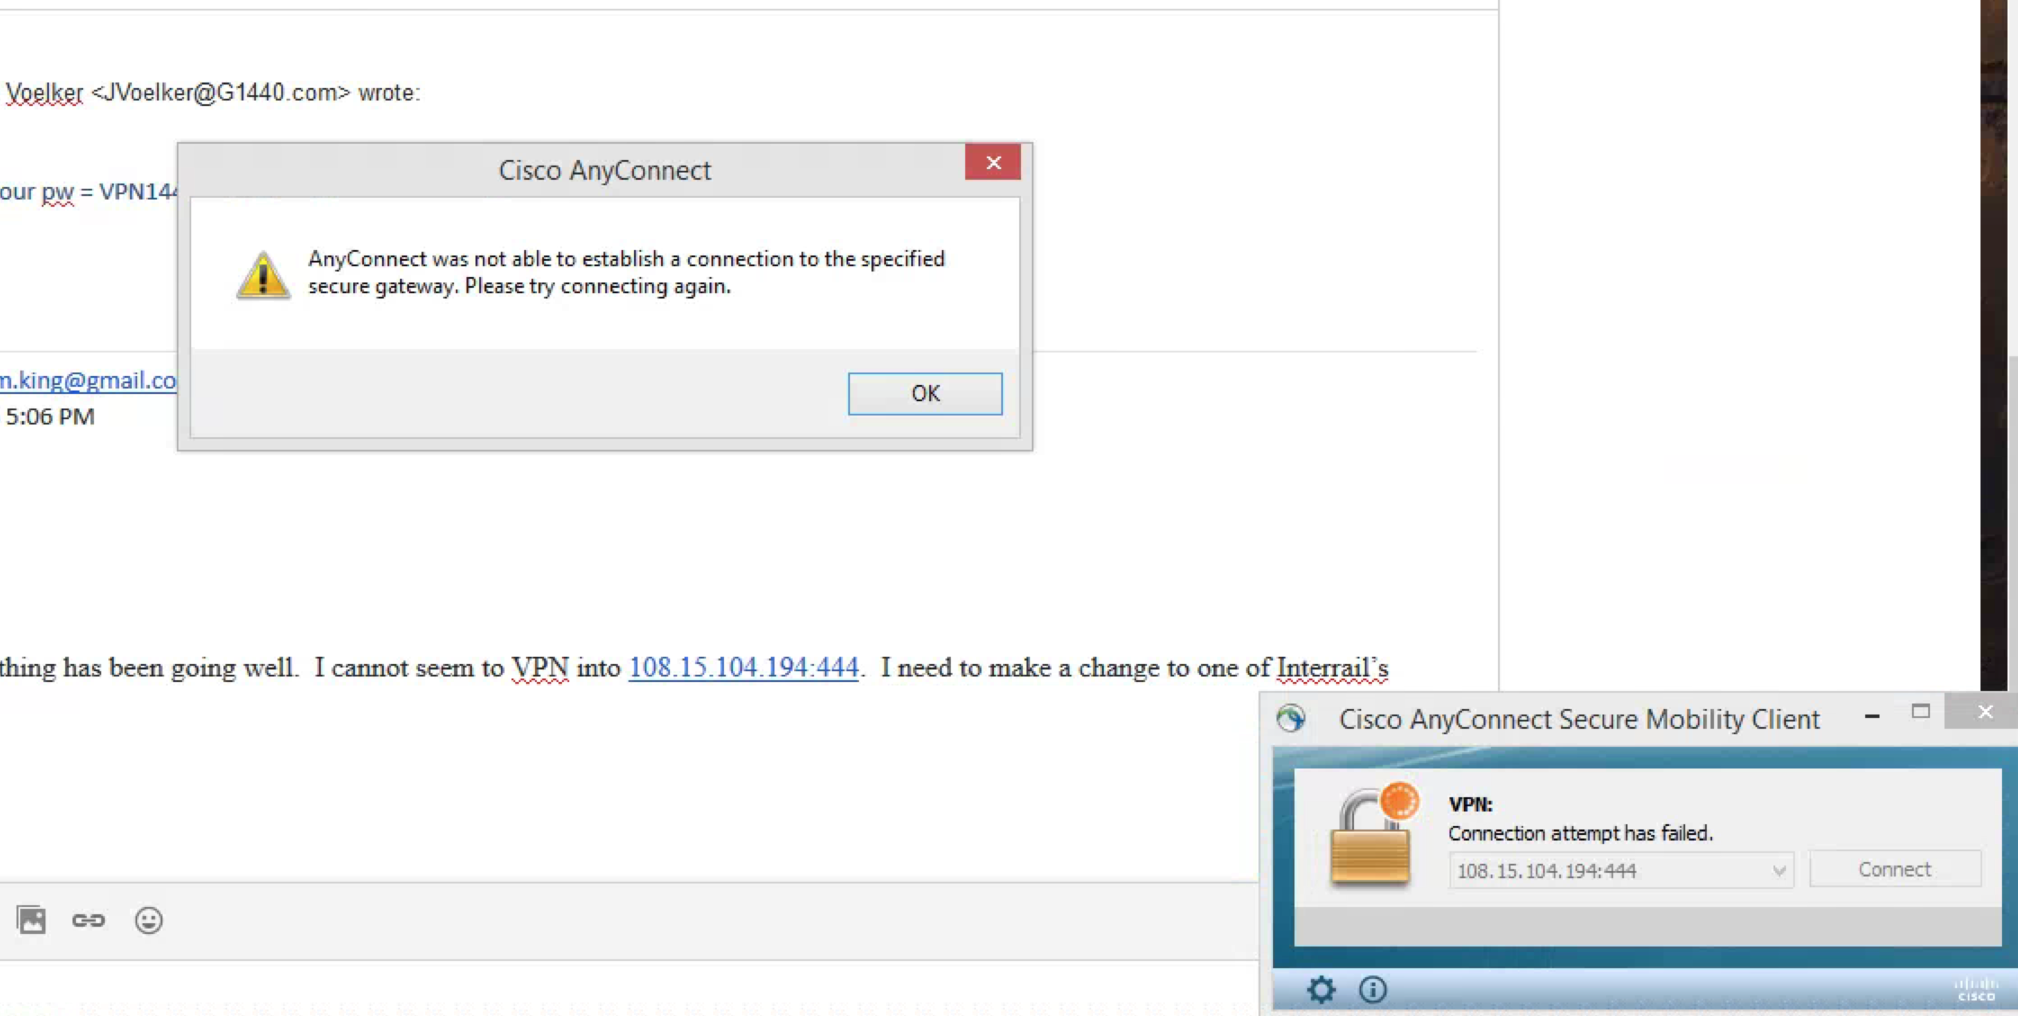 Voelker <JVoelker@G1440.com> wrote:
Cisco AnyConnect
our pw = VPN144
AnyConnect was not able to establish a connection to the specified
secure gateway. Please try connecting again.
m.king@gmail.co
OK
5:06 PM
thing has been going well.  I cannot seem to VPN into 108.15.104.194:444.  I need to make a change to one of Interrail's
Cisco AnyConnect Secure Mobility Client
VPN:
Connection attempt has failed.
108.15.104.194:444
Connect
cisco